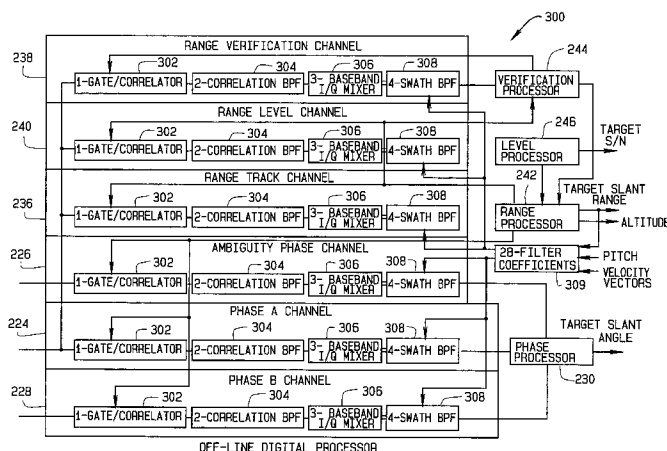 300
RANGE VERIFICATION CHANNEL
238
302
304
306
308
244
1-GATE/CORRELATOR
2-CORRELATION BPF
3- BASEBAND
I/Q MIXER
4-SWATH BPF
VERIFICATION
PROCESSOR
RANGE LEVEL CHANNEL
240
302
304
306
308
246
1-GATE/CORRELATOR
2-CORRELATION BPF
3- BASEBAND
I/Q MIXER
4-SWATH BPF
LEVEL
PROCESSOR
TARGET
S/N
RANGE TRACK CHANNEL
236
302
304
306
308
242
1-GATE/CORRELATOR
2-CORRELATION BPF
3- BASEBAND
I/Q MIXER
4-SWATH BPF
RANGE
PROCESSOR
TARGET SLANT
RANGE
ALTITUDE
AMBIGUITY PHASE CHANNEL
226
302
304
306
308
1-GATE/CORRELATOR
2-CORRELATION BPF
3- BASEBAND
I/Q MIXER
4-SWATH BPF
28-FILTER
COEFFICIENTS
309
PITCH
VELOCITY
VECTORS
PHASE A CHANNEL
224
302
304
306
308
1-GATE/CORRELATOR
2-CORRELATION BPF
3- BASEBAND
I/Q MIXER
4-SWATH BPF
PHASE
PROCESSOR
230
TARGET SLANT
ANGLE
PHASE B CHANNEL
228
302
304
306
308
1-GATE/CORRELATOR
2-CORRELATION BPF
3- BASEBAND
I/Q MIXER
4-SWATH BPF
OFF-LINE DIGITAL PROCESSOR